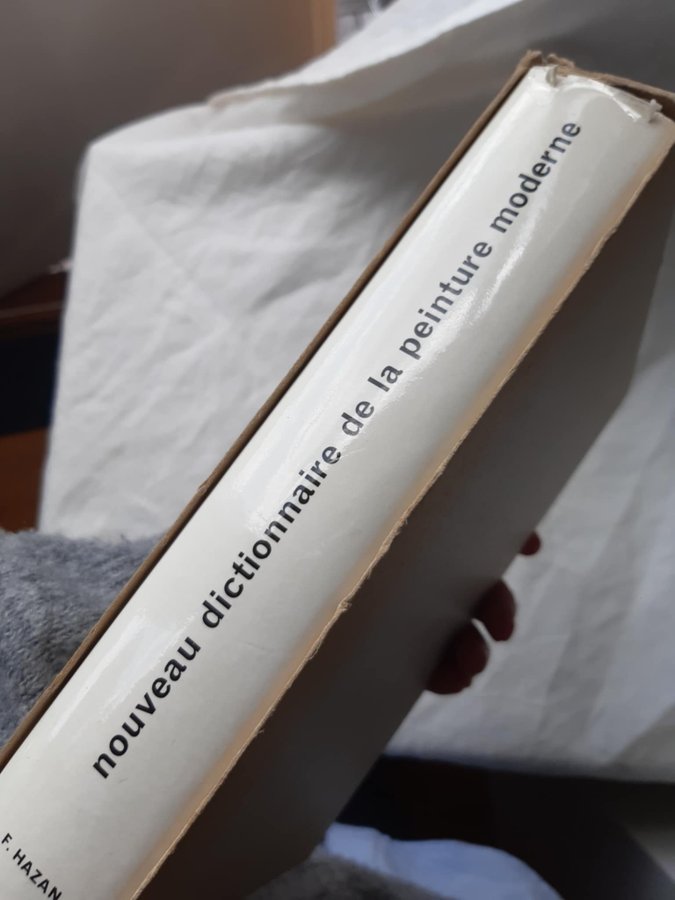 nouveau dictionnaire de la peinture moderne
F. HAZAN